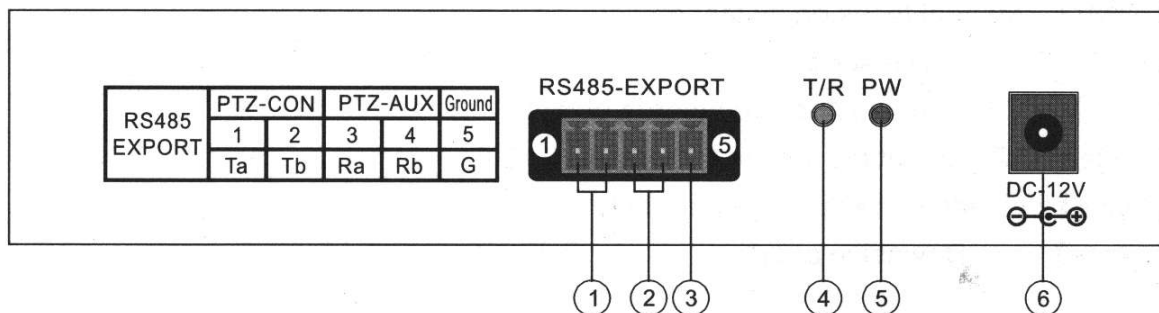 RS485 EXPORT
PTZ-CON PTZ-AUX Ground
1 2 3 4 5
Ta Tb Ra Rb G
RS485-EXPORT
1 5
T/R PW
DC-12V
1 2 3 4 5 6